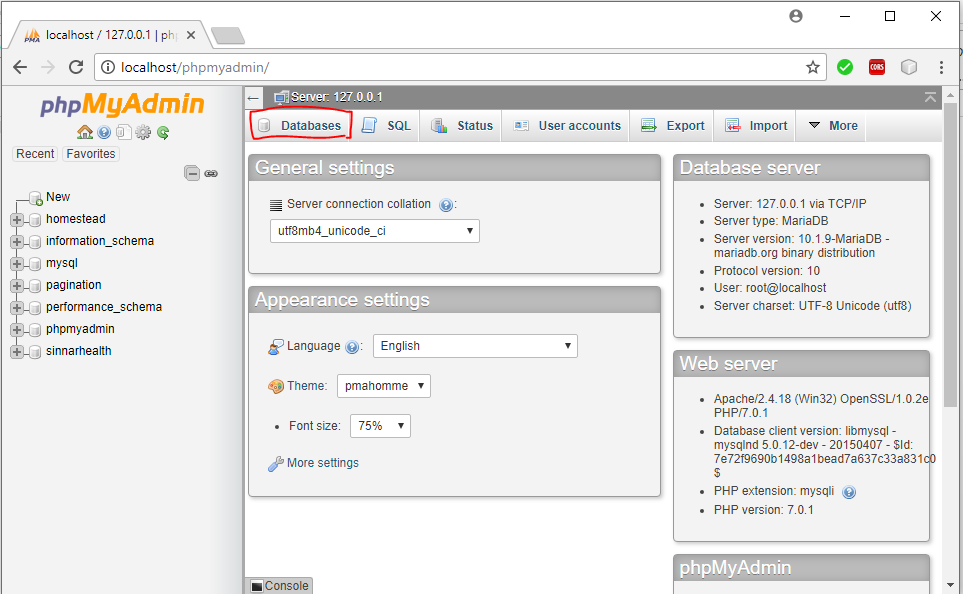 localhost / 127.0.0.1 | ph
localhost/phpmyadmin/
CORS
phpMyAdmin
Recent
Favorites
New
homestead
information_schema
mysql
pagination
performance_schema
phpmyadmin
sinnarhealth
Server: 127.0.0.1
Databases
SQL
Status
User accounts
Export
Import
More
General settings
Server connection collation :
utf8mb4_unicode_ci
Appearance settings
Language :
English
Theme:
pmahomme
Font size:
75%
More settings
Database server
Server: 127.0.0.1 via TCP/IP
Server type: MariaDB
Server version: 10.1.9-MariaDB -
mariadb.org binary distribution
Protocol version: 10
User: root@localhost
Server charset: UTF-8 Unicode (utf8)
Web server
Apache/2.4.18 (Win32) OpenSSL/1.0.2e
PHP/7.0.1
Database client version: libmysql -
mysqlnd 5.0.12-dev - 20150407 - $Id:
7e72f9690b1498a1bead7a637c33a831c0
$
PHP extension: mysqli
PHP version: 7.0.1
phpMyAdmin
Console